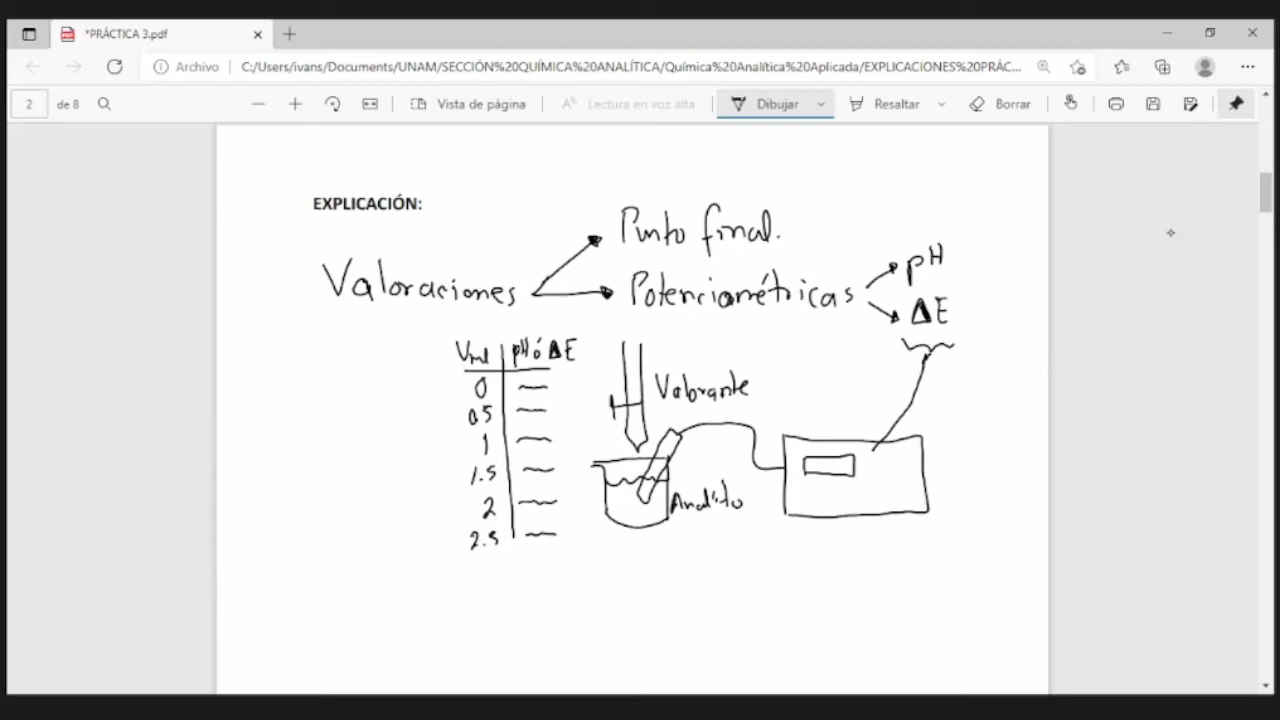 *PRÁCTICA 3.pdf
Archivo C:/Users/ivans/Documents/UNAM/SECCIÓN%20QUÍMICA%20ANALÍTICA/Química%20Analítica%20Aplicada/EXPLICACIONES%20PRÁC...
2 de 8 Vista de página Lectura en voz alta Dibujar Resaltar Borrar
EXPLICACIÓN:
Punto final.
Valoraciones Potenciométricas pH
ΔE
Vml pH ó ΔE
0
0.5
1
1.5
2
2.5
Valorante
Analito